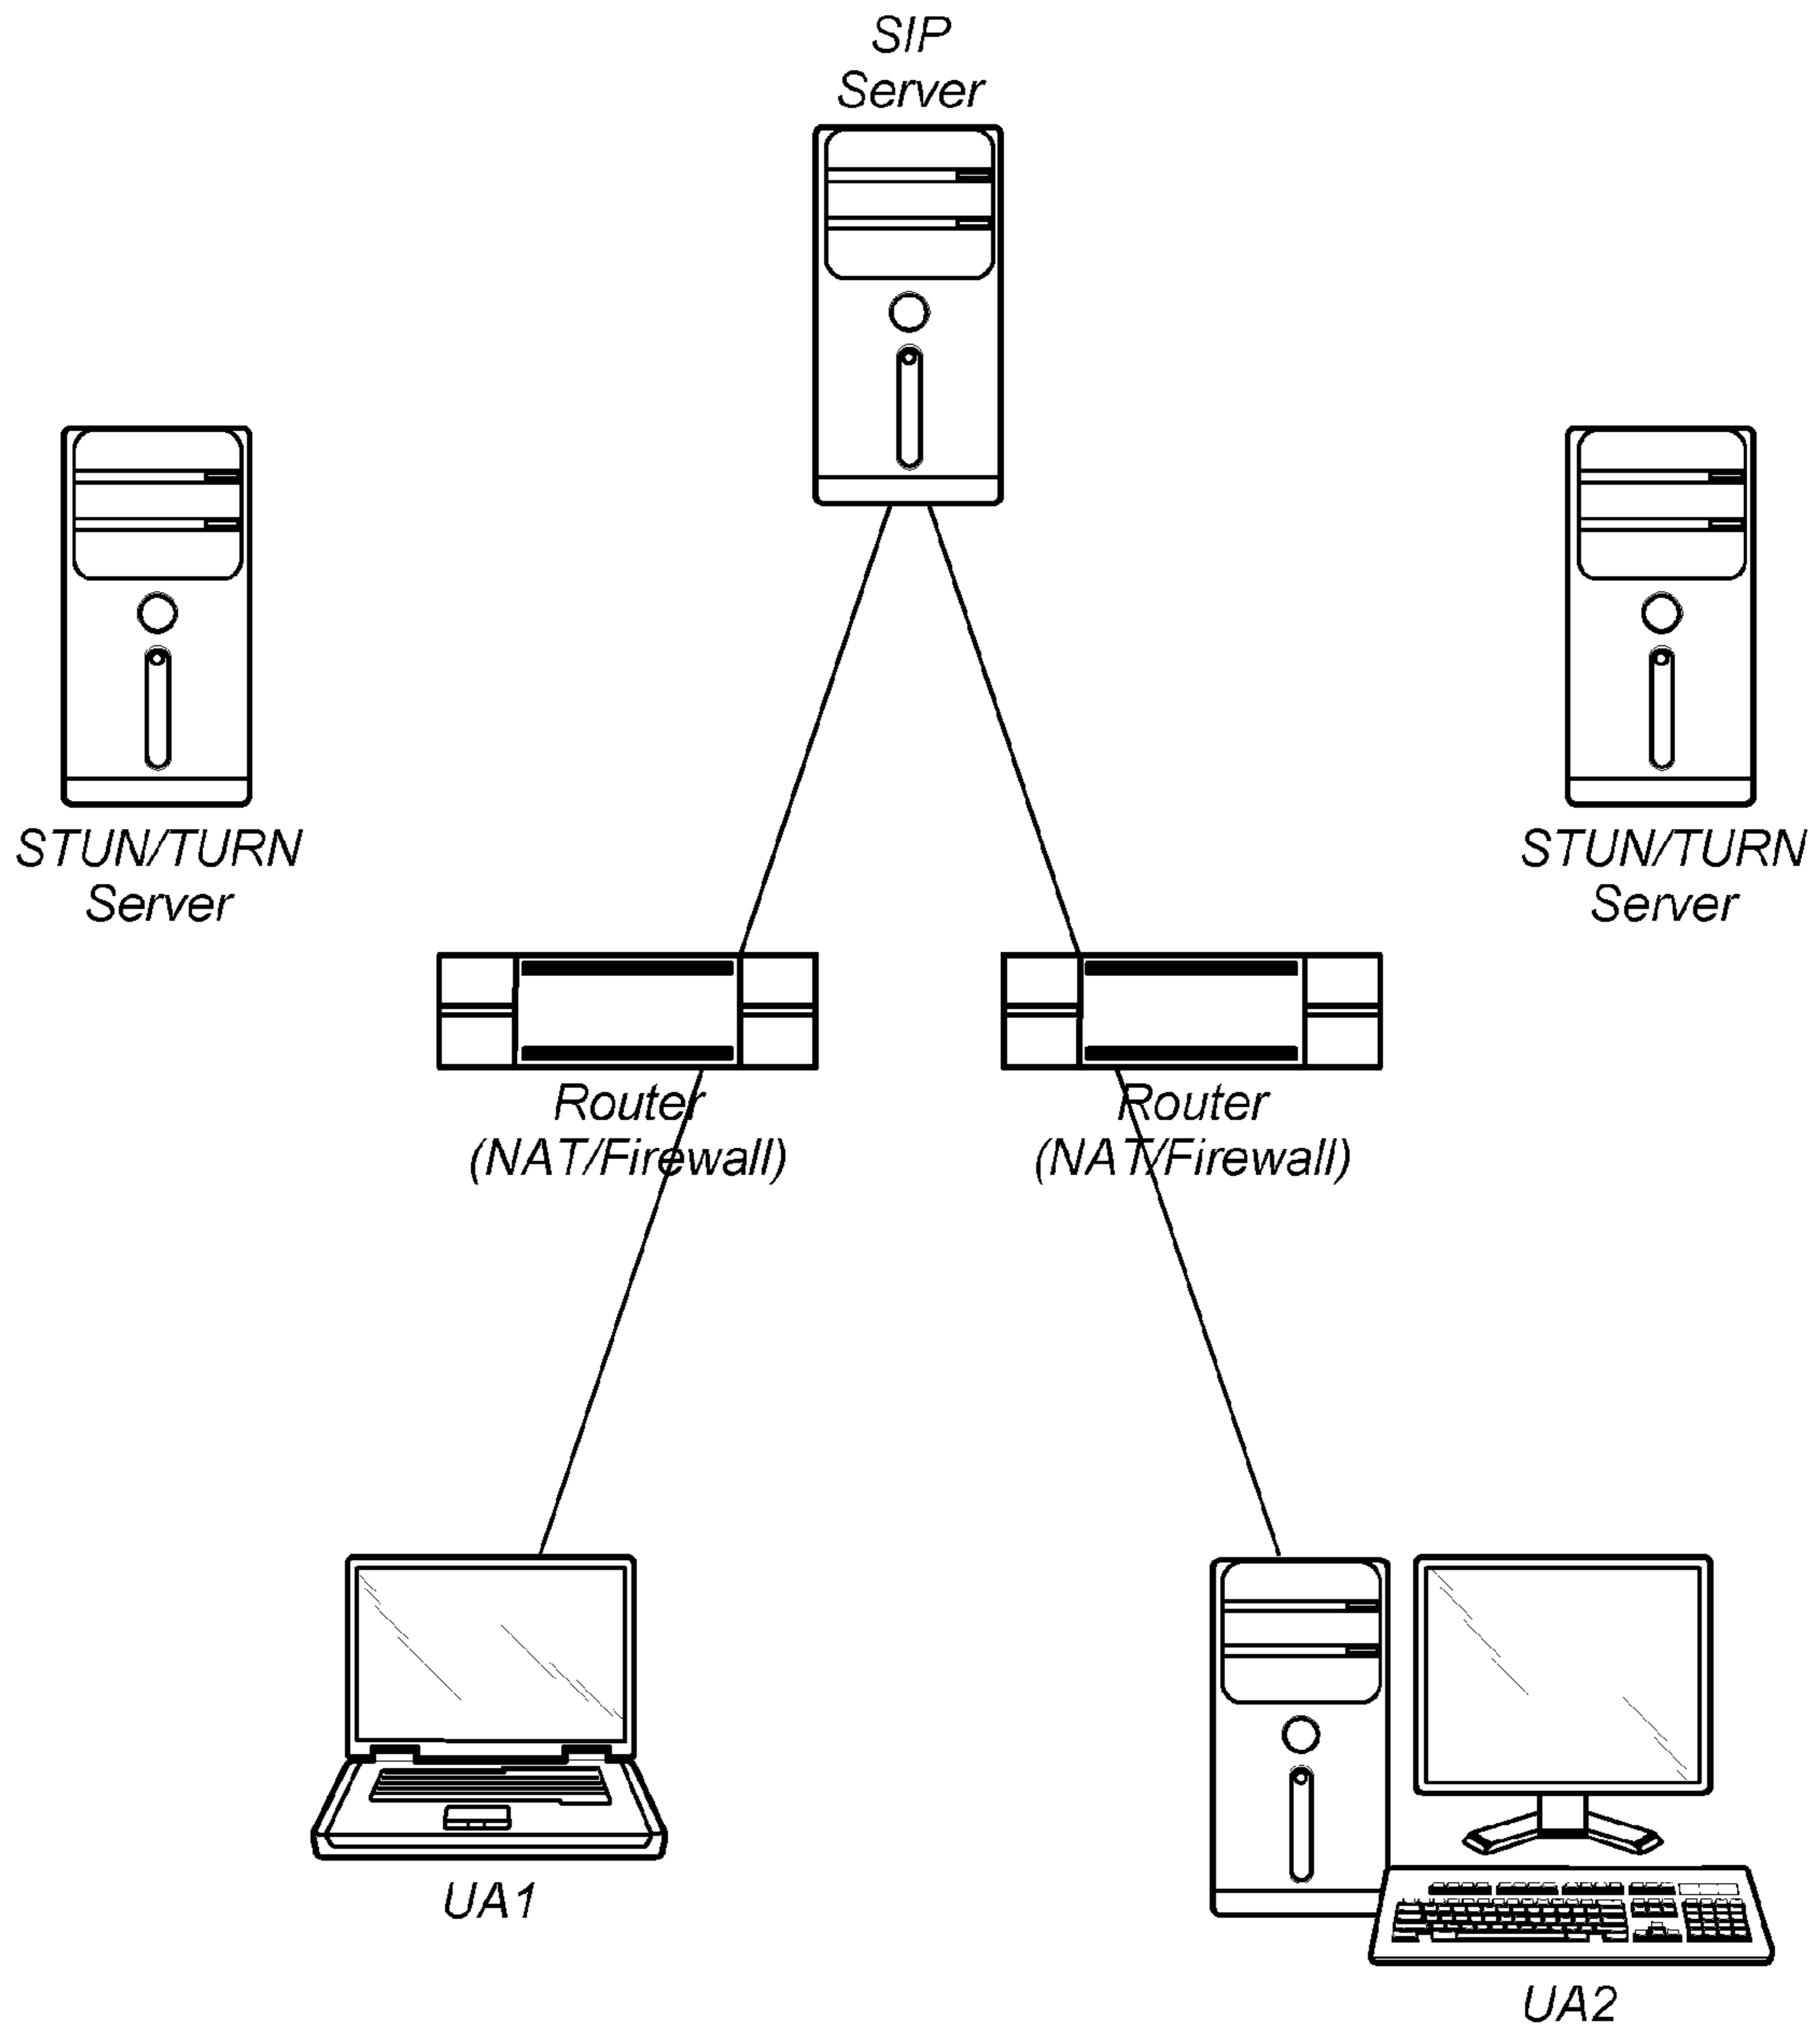 SIP
Server
STUN/TURN
Server
STUN/TURN
Server
Router
(NAT/Firewall)
Router
(NAT/Firewall)
UA1
UA2